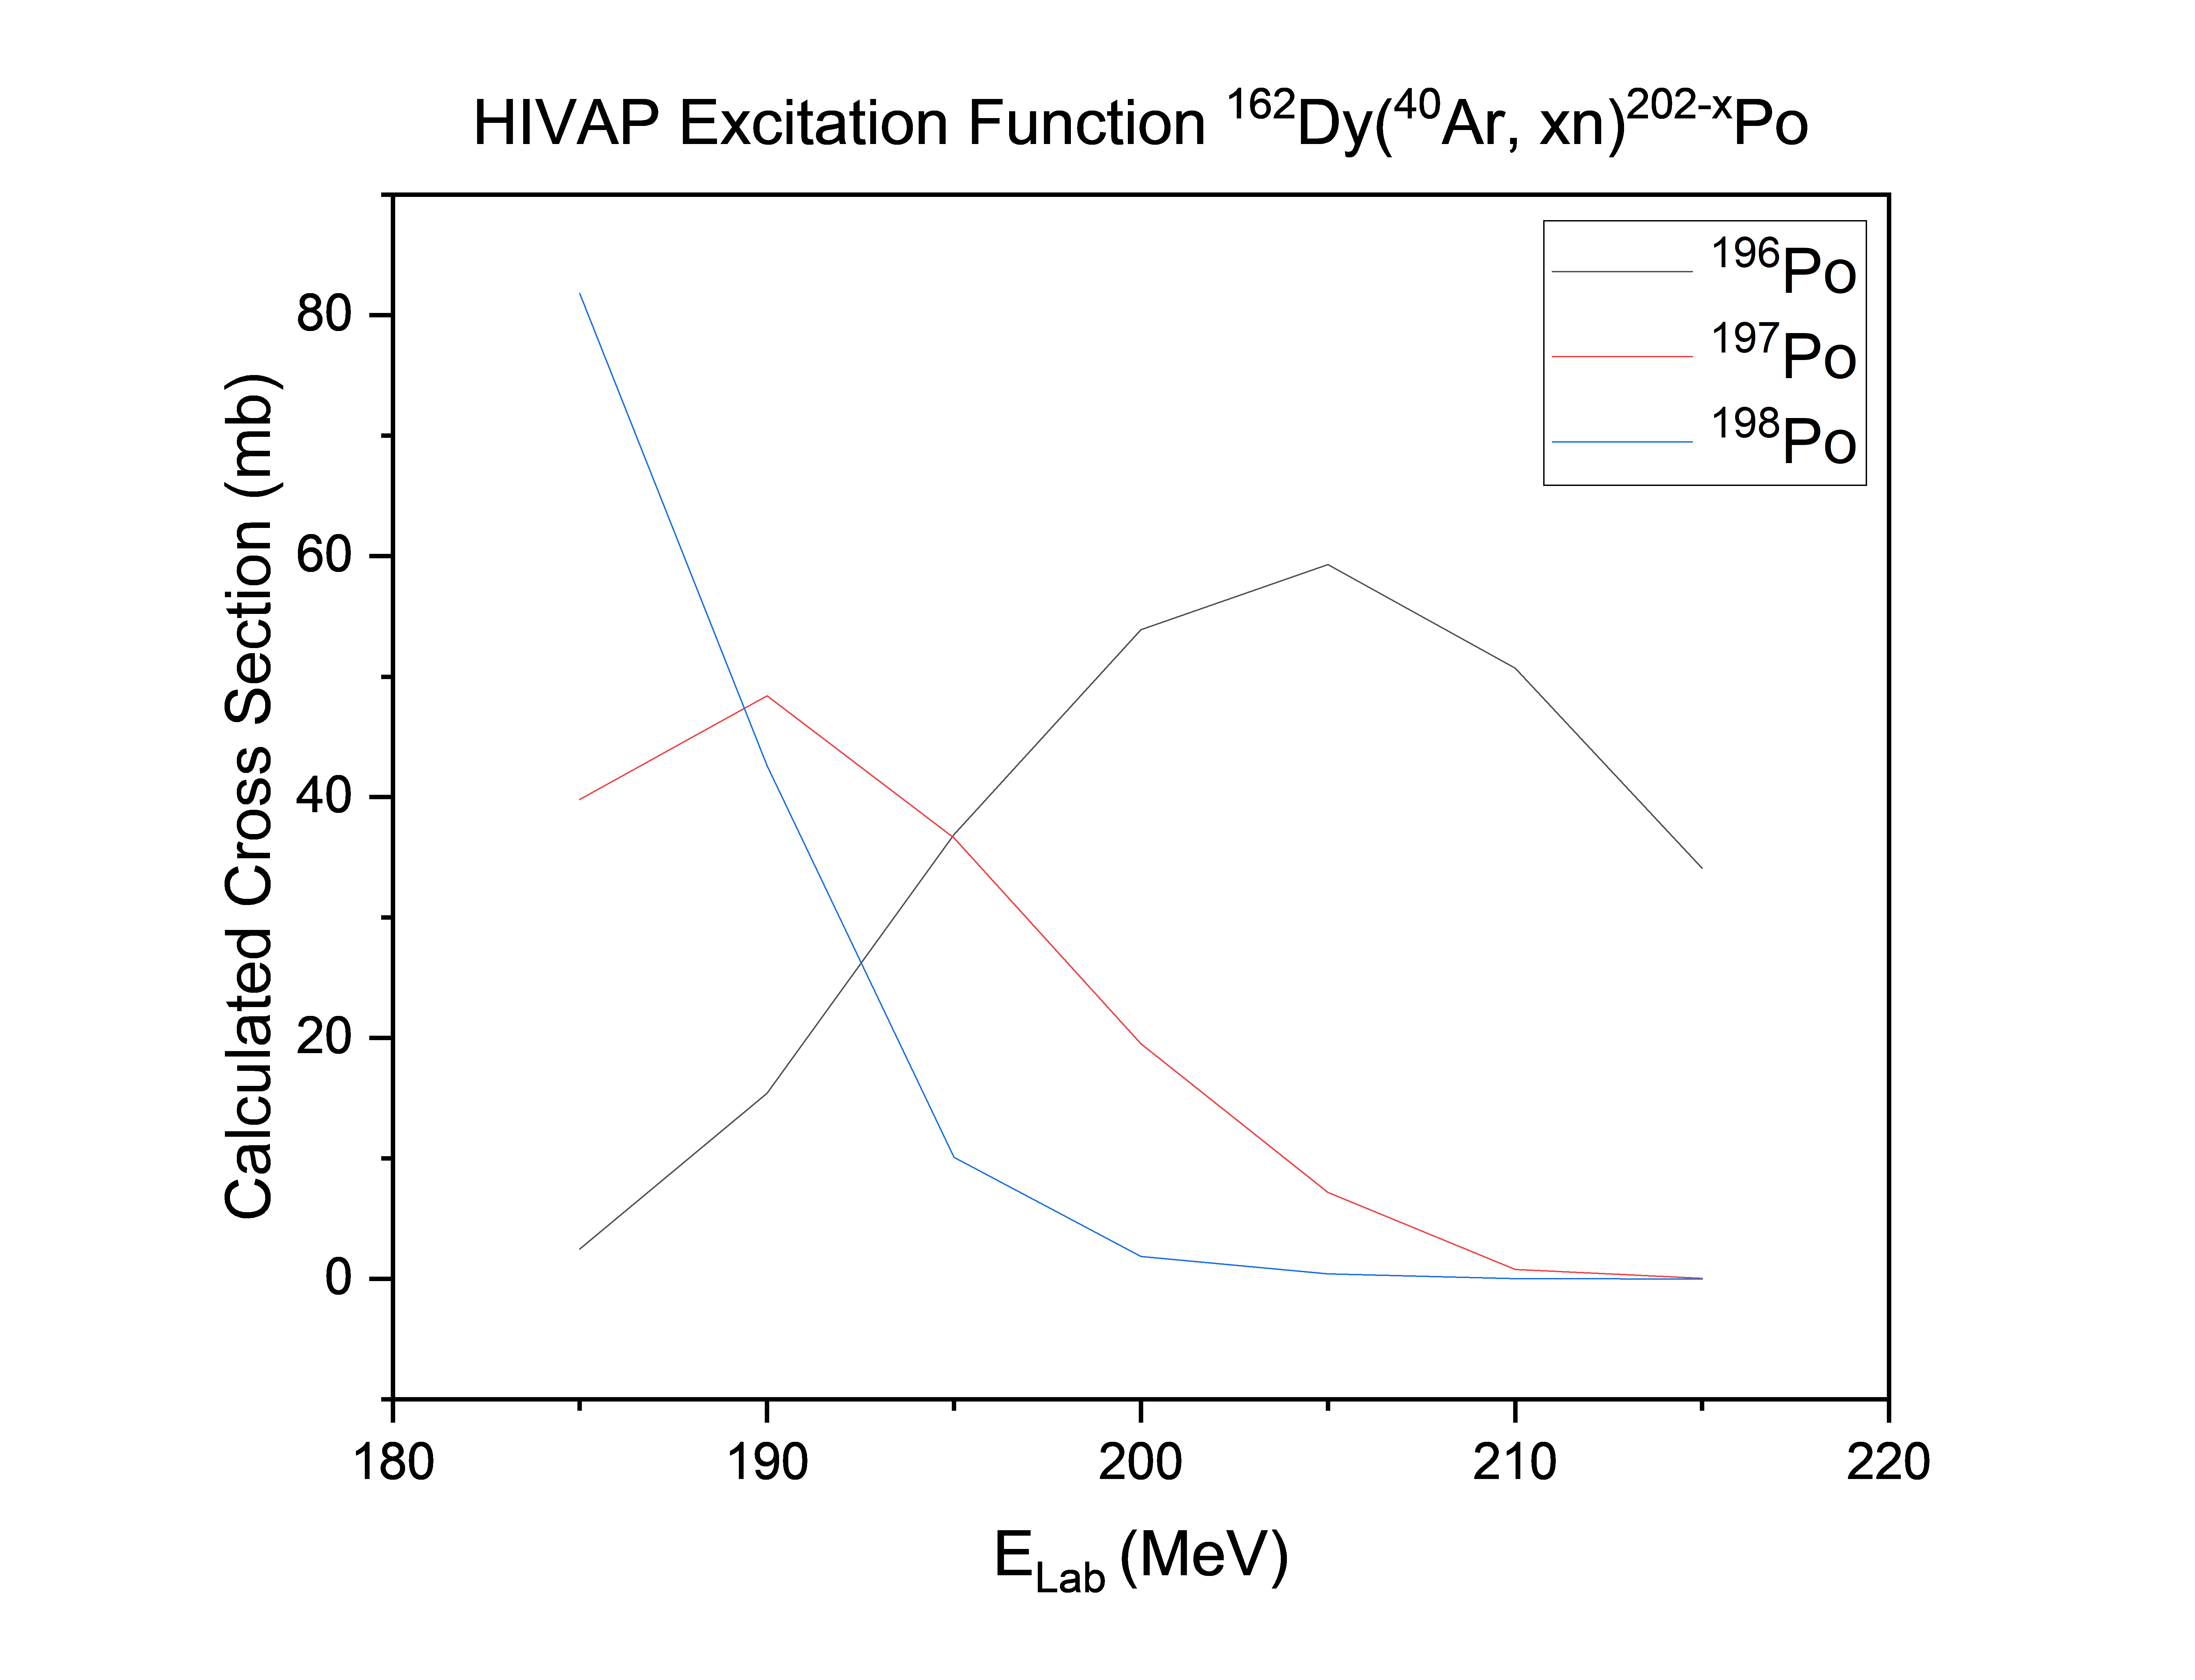 HIVAP Excitation Function ¹⁶²Dy(⁴⁰Ar, xn)²⁰²⁻ˣPo
¹⁹⁶Po
¹⁹⁷Po
¹⁹⁸Po
Calculated Cross Section (mb)
80
60
40
20
0
180 190 200 210 220
E_Lab (MeV)